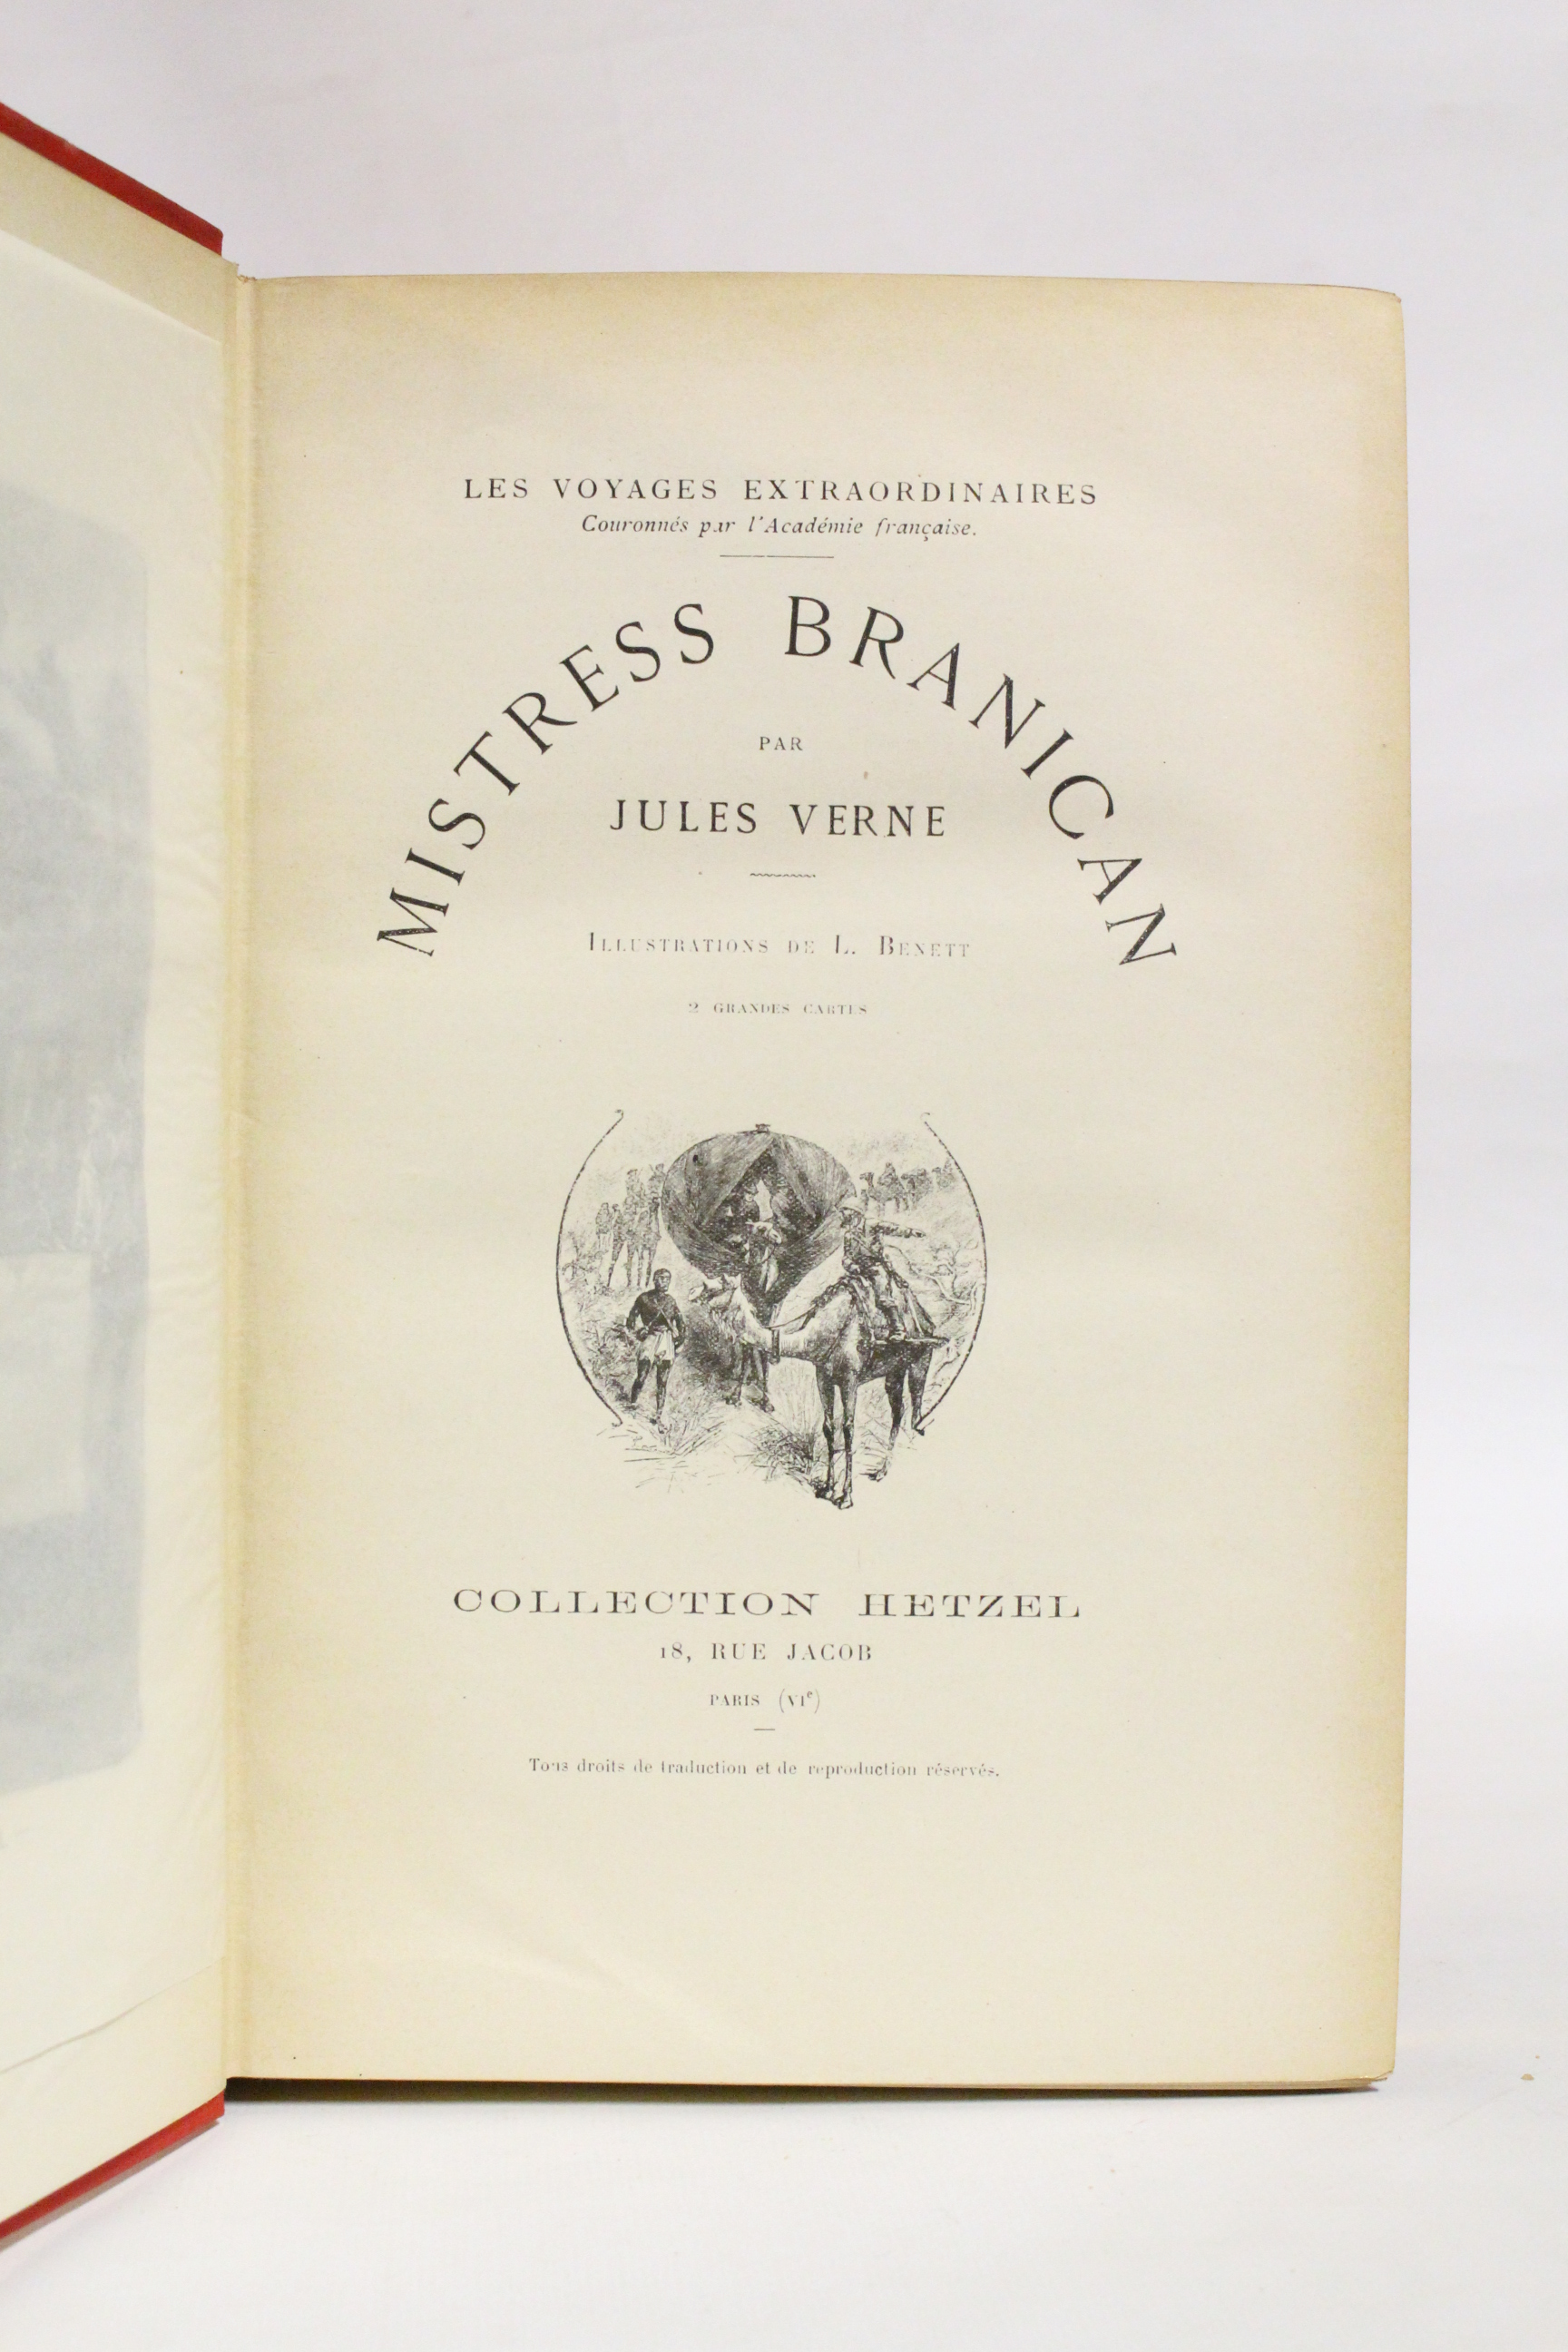 LES VOYAGES EXTRAORDINAIRES
Couronnés par l'Académie française.
MISTRESS BRANICAN
PAR
JULES VERNE
ILLUSTRATIONS DE L. BENETT
2 GRANDES CARTES
COLLECTION HETZEL
18, RUE JACOB
PARIS (VIe)
Tous droits de traduction et de reproduction réservés.